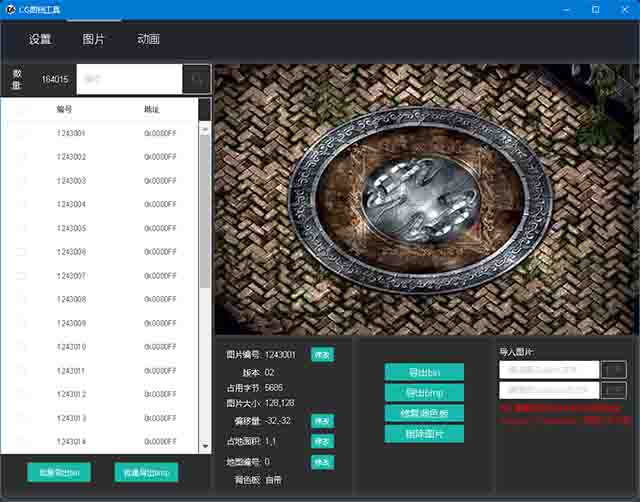 CG图档工具
设置 图片 动画
数量: 164015
编号 地址
1243001 0x0000FF
1243002 0x0000FF
1243003 0x0000FF
1243004 0x0000FF
1243005 0x0000FF
1243006 0x0000FF
1243007 0x0000FF
1243008 0x0000FF
1243009 0x0000FF
1243010 0x0000FF
1243011 0x0000FF
1243012 0x0000FF
1243013 0x0000FF
1243014 0x0000FF
批量导出bin 批量导出bmp
图片编号: 1243001 修改
版本: 02
占用字节: 5686
图片大小: 128,128
偏移量: -32,-32 修改
占地面积: 1,1 修改
地图编号: 0 修改
调色板: 自带
导出bin
导出bmp
修复调色板
删除图片
导入图片: